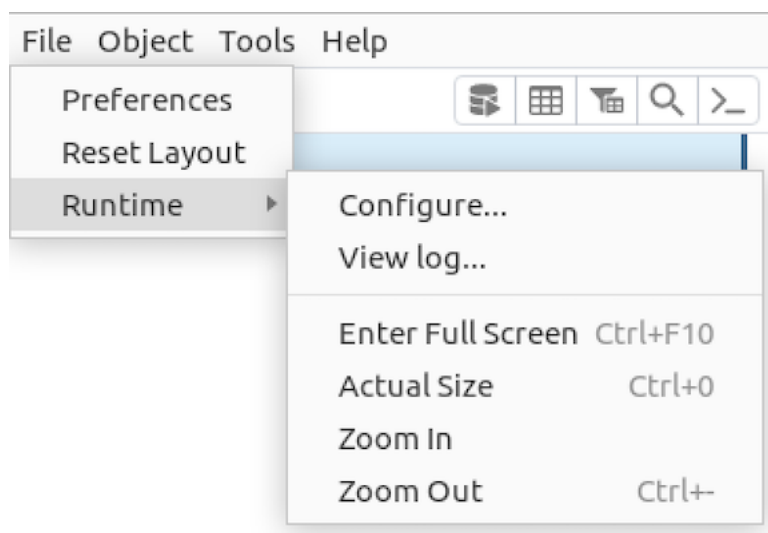 File Object Tools Help
Preferences
Reset Layout
Runtime
Configure...
View log...
Enter Full Screen Ctrl+F10
Actual Size Ctrl+0
Zoom In
Zoom Out Ctrl+-